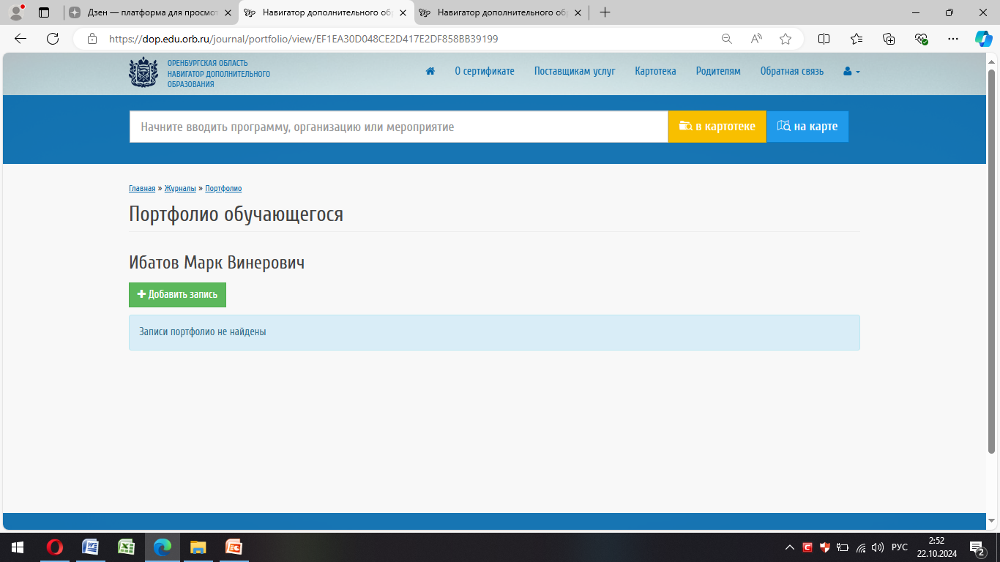 Дзен — платформа для просмот
Навигатор дополнительного об
Навигатор дополнительного об
https://dop.edu.orb.ru/journal/portfolio/view/EF1EA30D048CE2D417E2DF858BB39199
ОРЕНБУРГСКАЯ ОБЛАСТЬ
НАВИГАТОР ДОПОЛНИТЕЛЬНОГО
ОБРАЗОВАНИЯ
О сертификате
Поставщикам услуг
Картотека
Родителям
Обратная связь
Начните вводить программу, организацию или мероприятие
в картотеке
на карте
Главная » Журналы » Портфолио
Портфолио обучающегося
Ибатов Марк Винерович
Добавить запись
Записи портфолио не найдены
РУС
2:52
22.10.2024
2